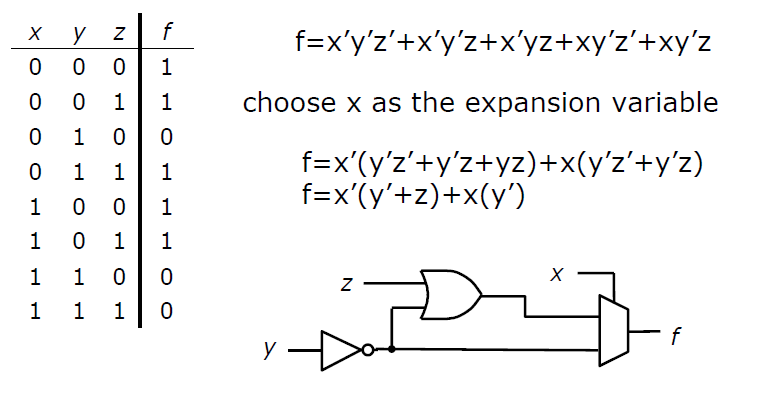 x y z f
0 0 0 1
0 0 1 1
0 1 0 0
0 1 1 1
1 0 0 1
1 0 1 1
1 1 0 0
1 1 1 0
f=x’y’z’+x’y’z+x’yz+xy’z’+xy’z
choose x as the expansion variable
f=x’(y’z’+y’z+yz)+x(y’z’+y’z)
f=x’(y’+z)+x(y’)
z
x
y
f